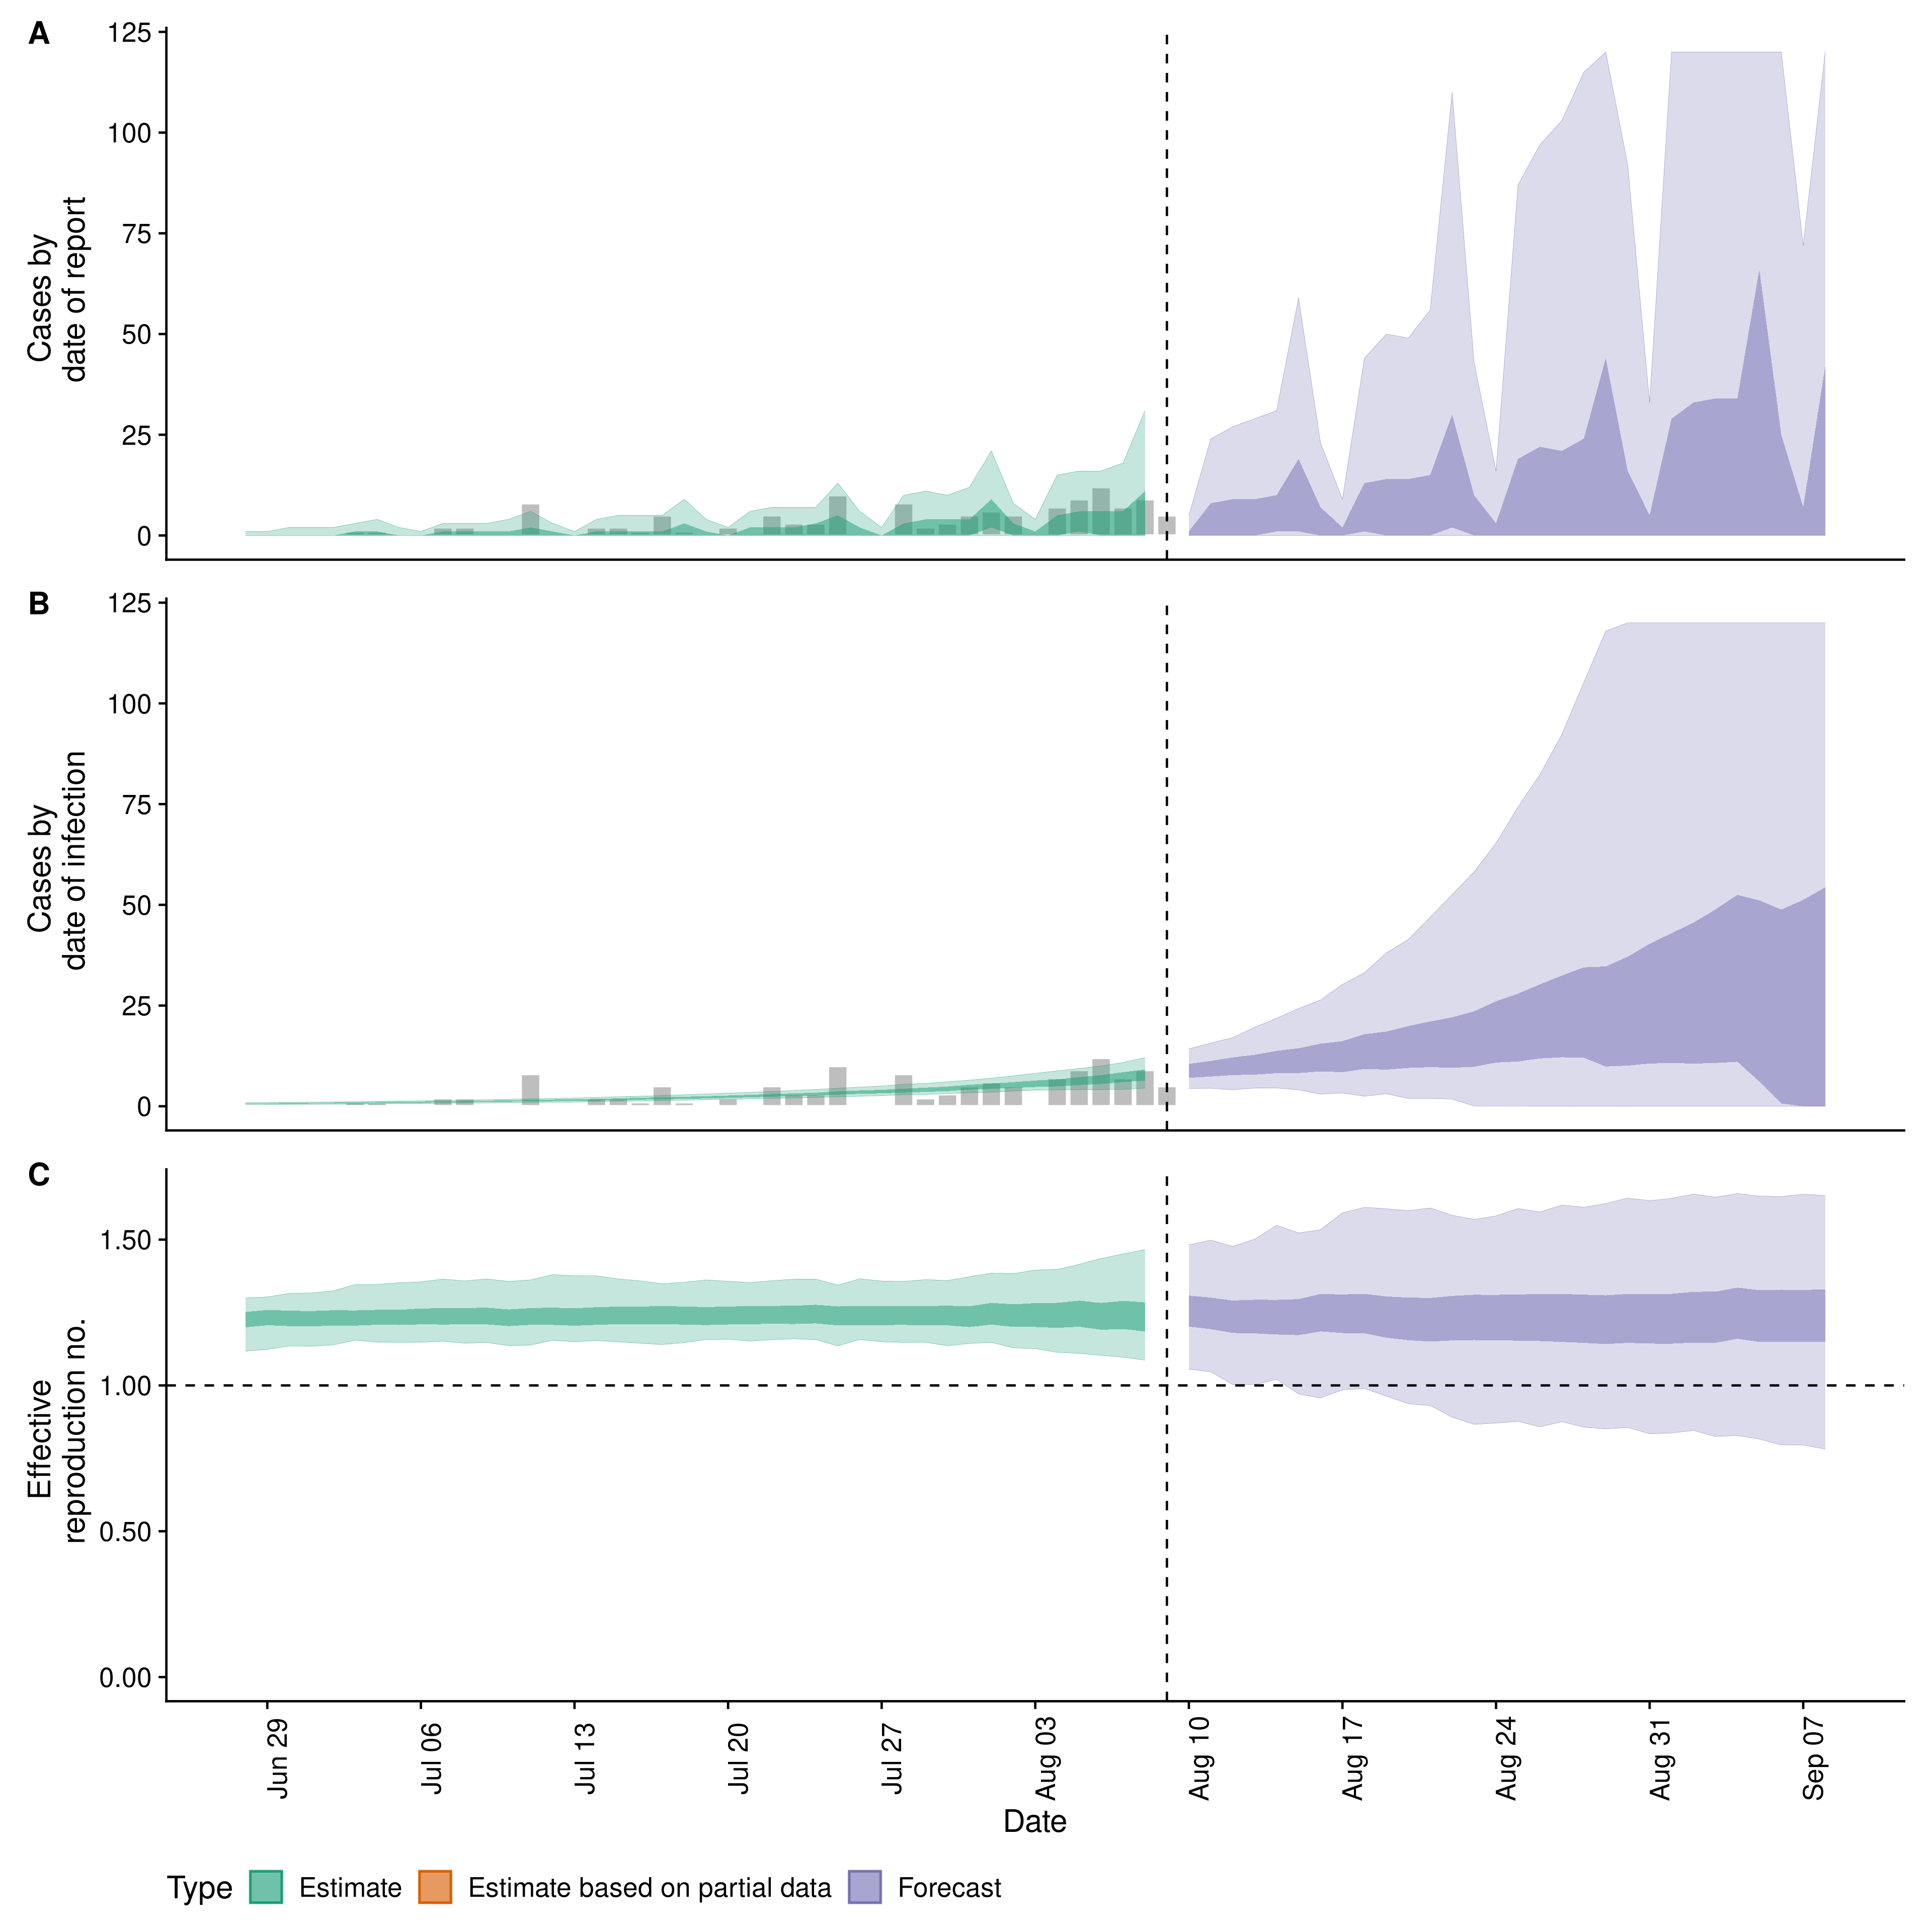 A
125
100
75
50
25
0
Cases by
date of report
B
125
100
75
50
25
0
Cases by
date of infection
C
1.50
1.00
0.50
0.00
Effective
reproduction no.
Jun 29
Jul 06
Jul 13
Jul 20
Jul 27
Aug 03
Aug 10
Aug 17
Aug 24
Aug 31
Sep 07
Date
Type Estimate Estimate based on partial data Forecast